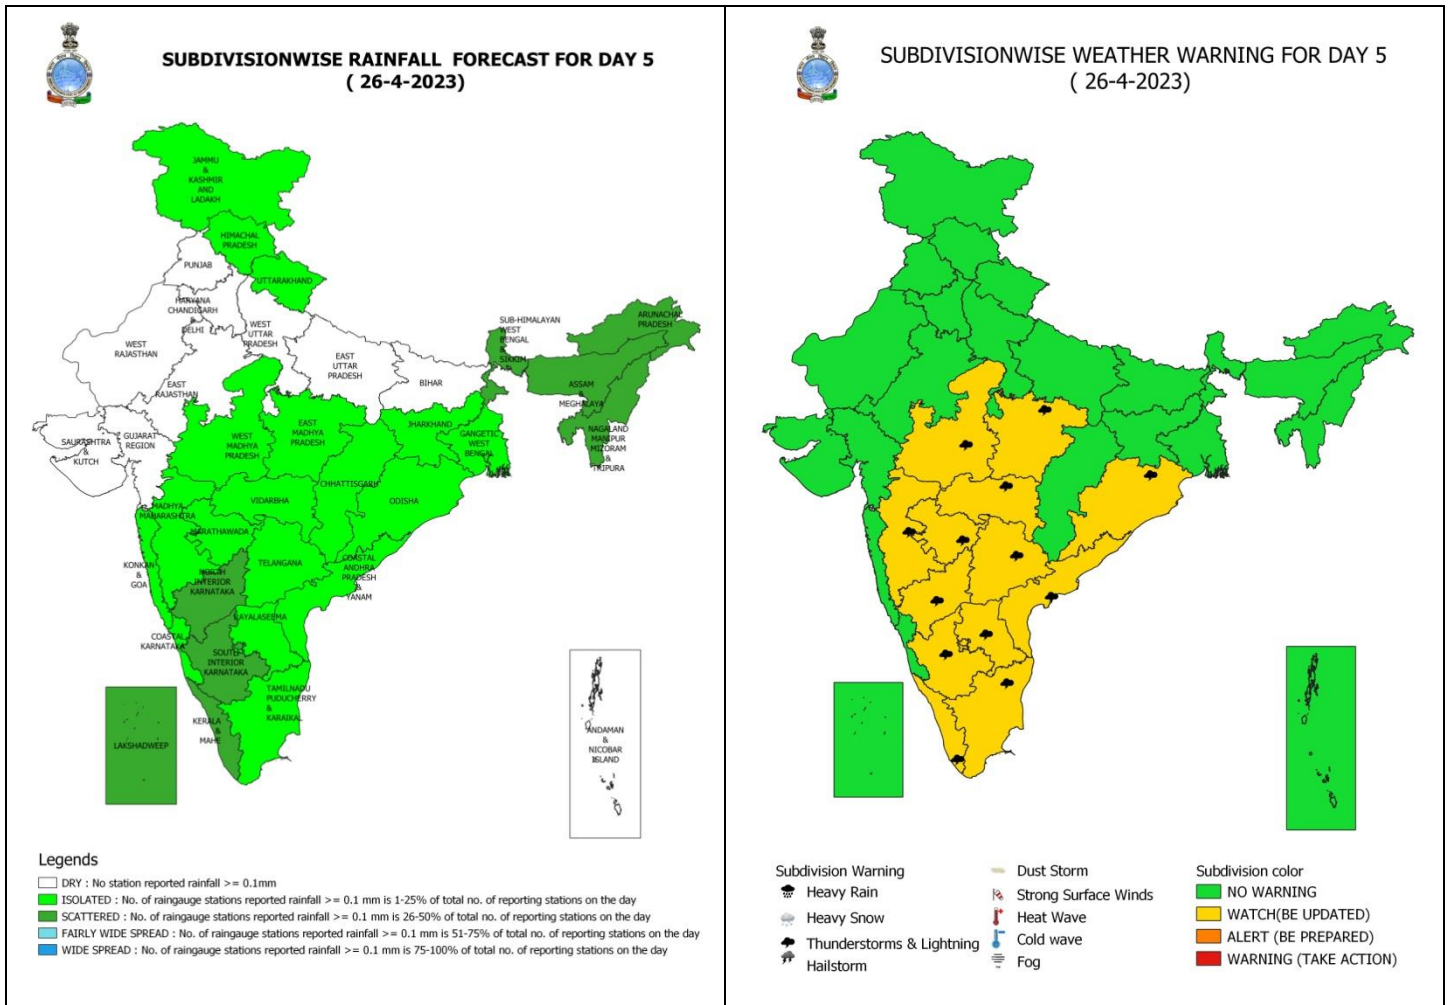 SUBDIVISIONWISE RAINFALL FORECAST FOR DAY 5
( 26-4-2023)
JAMMU
&
KASHMIR
AND
LADAKH
HIMACHAL
PRADESH
PUNJAB
UTTARAKHAND
HARYANA
CHANDIGARH
&
DELHI
WEST
RAJASTHAN
WEST
UTTAR
PRADESH
EAST
UTTAR
PRADESH
EAST
RAJASTHAN
BIHAR
SUB-HIMALAYAN
WEST
BENGAL
&
SIKKIM
ARUNACHAL
PRADESH
ASSAM
&
MEGHALAYA
NAGALAND
MANIPUR
MIZORAM
&
TRIPURA
SAURASHTRA
&
KUTCH
GUJARAT
REGION
WEST
MADHYA
PRADESH
EAST
MADHYA
PRADESH
JHARKHAND
GANGETIC
WEST
BENGAL
CHHATTISGARH
ODISHA
VIDARBHA
MADHYA
MAHARASHTRA
MARATHAWADA
TELANGANA
COASTAL
ANDHRA
PRADESH
&
YANAM
KONKAN
&
GOA
NORTH
INTERIOR
KARNATAKA
RAYALASEEMA
COASTAL
KARNATAKA
SOUTH
INTERIOR
KARNATAKA
TAMILNADU
PUDUCHERRY
&
KARAIKAL
KERALA
&
MAHE
LAKSHADWEEP
ANDAMAN
&
NICOBAR
ISLAND
Legends
DRY : No station reported rainfall >= 0.1mm
ISOLATED : No. of raingauge stations reported rainfall >= 0.1 mm is 1-25% of total no. of reporting stations on the day
SCATTERED : No. of raingauge stations reported rainfall >= 0.1 mm is 26-50% of total no. of reporting stations on the day
FAIRLY WIDE SPREAD : No. of raingauge stations reported rainfall >= 0.1 mm is 51-75% of total no. of reporting stations on the day
WIDE SPREAD : No. of raingauge stations reported rainfall >= 0.1 mm is 75-100% of total no. of reporting stations on the day
SUBDIVISIONWISE WEATHER WARNING FOR DAY 5
( 26-4-2023)
Subdivision Warning
Heavy Rain
Heavy Snow
Thunderstorms & Lightning
Hailstorm
Dust Storm
Strong Surface Winds
Heat Wave
Cold wave
Fog
Subdivision color
NO WARNING
WATCH(BE UPDATED)
ALERT (BE PREPARED)
WARNING (TAKE ACTION)